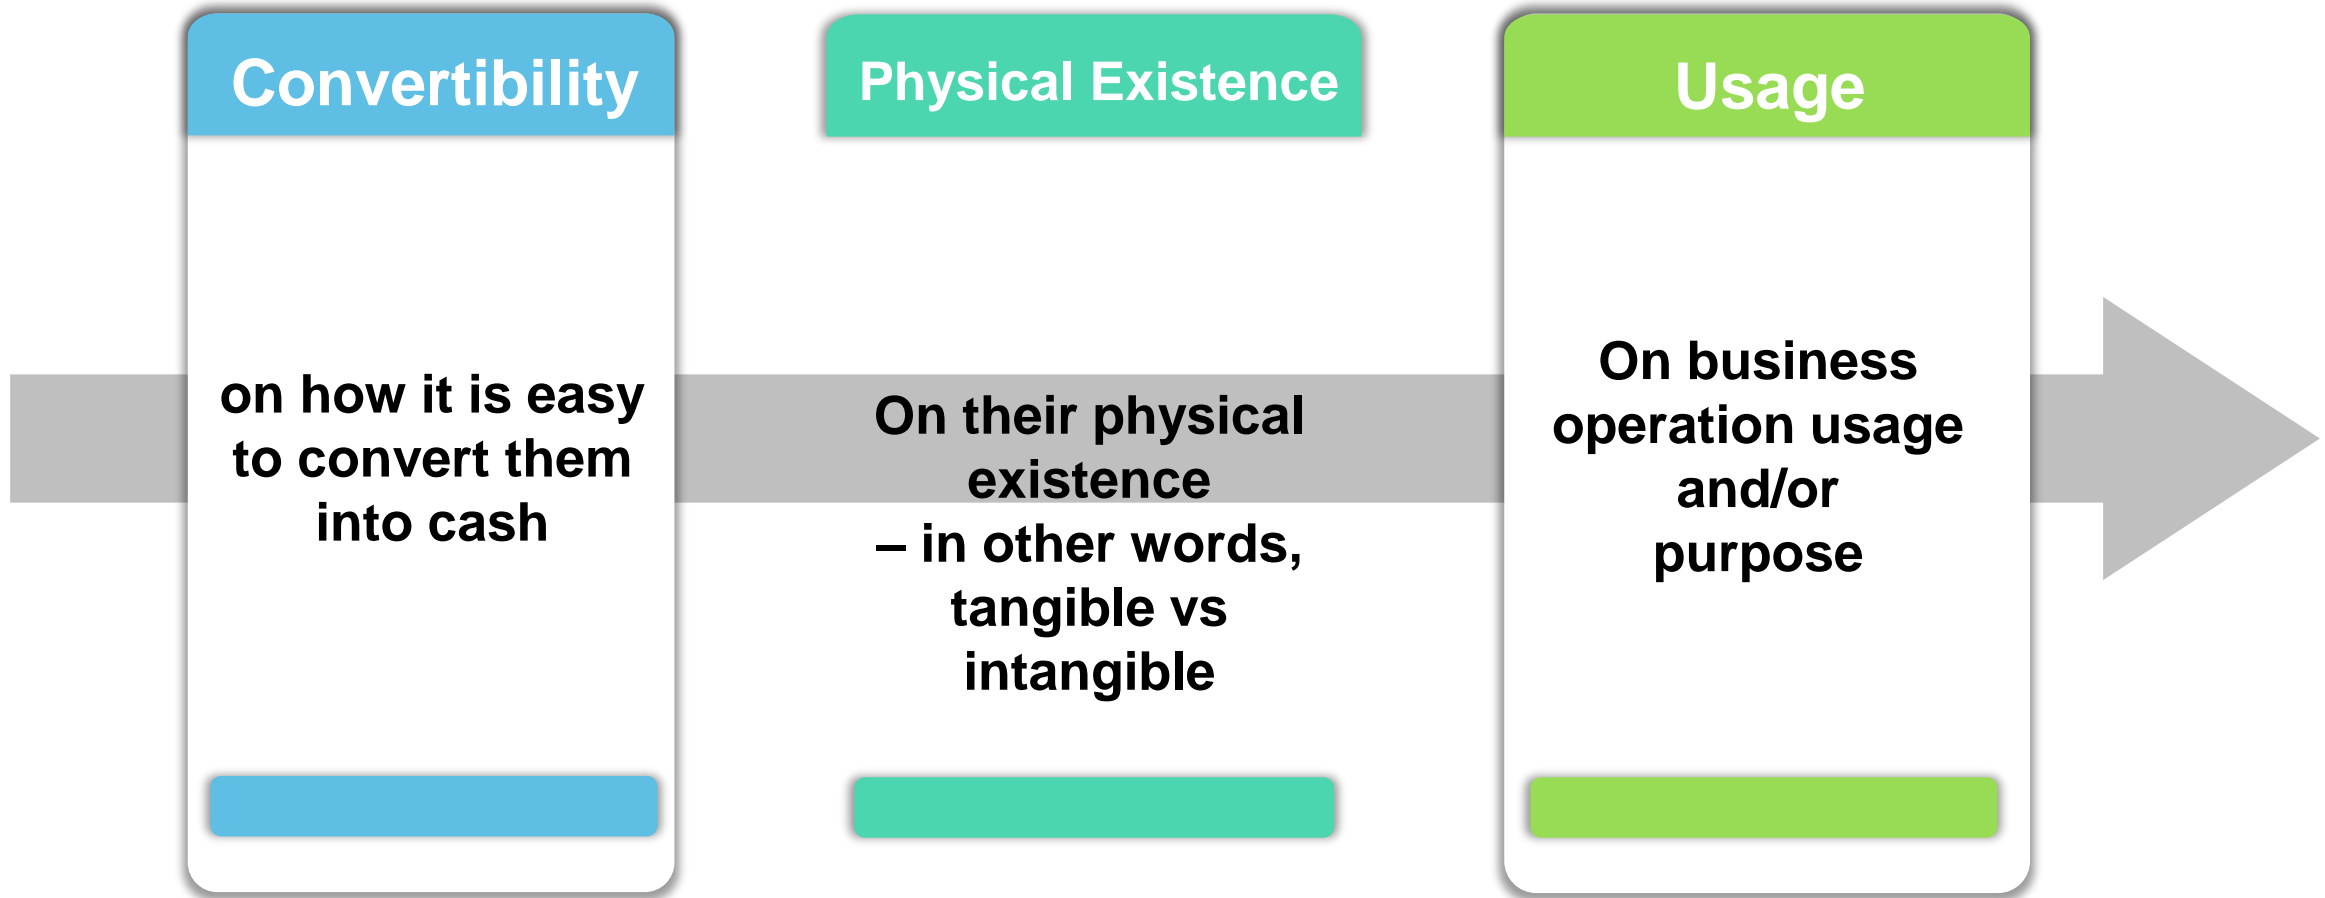 Convertibility
on how it is easy
to convert them
into cash
Physical Existence
On their physical
existence
– in other words,
tangible vs
intangible
Usage
On business
operation usage
and/or
purpose